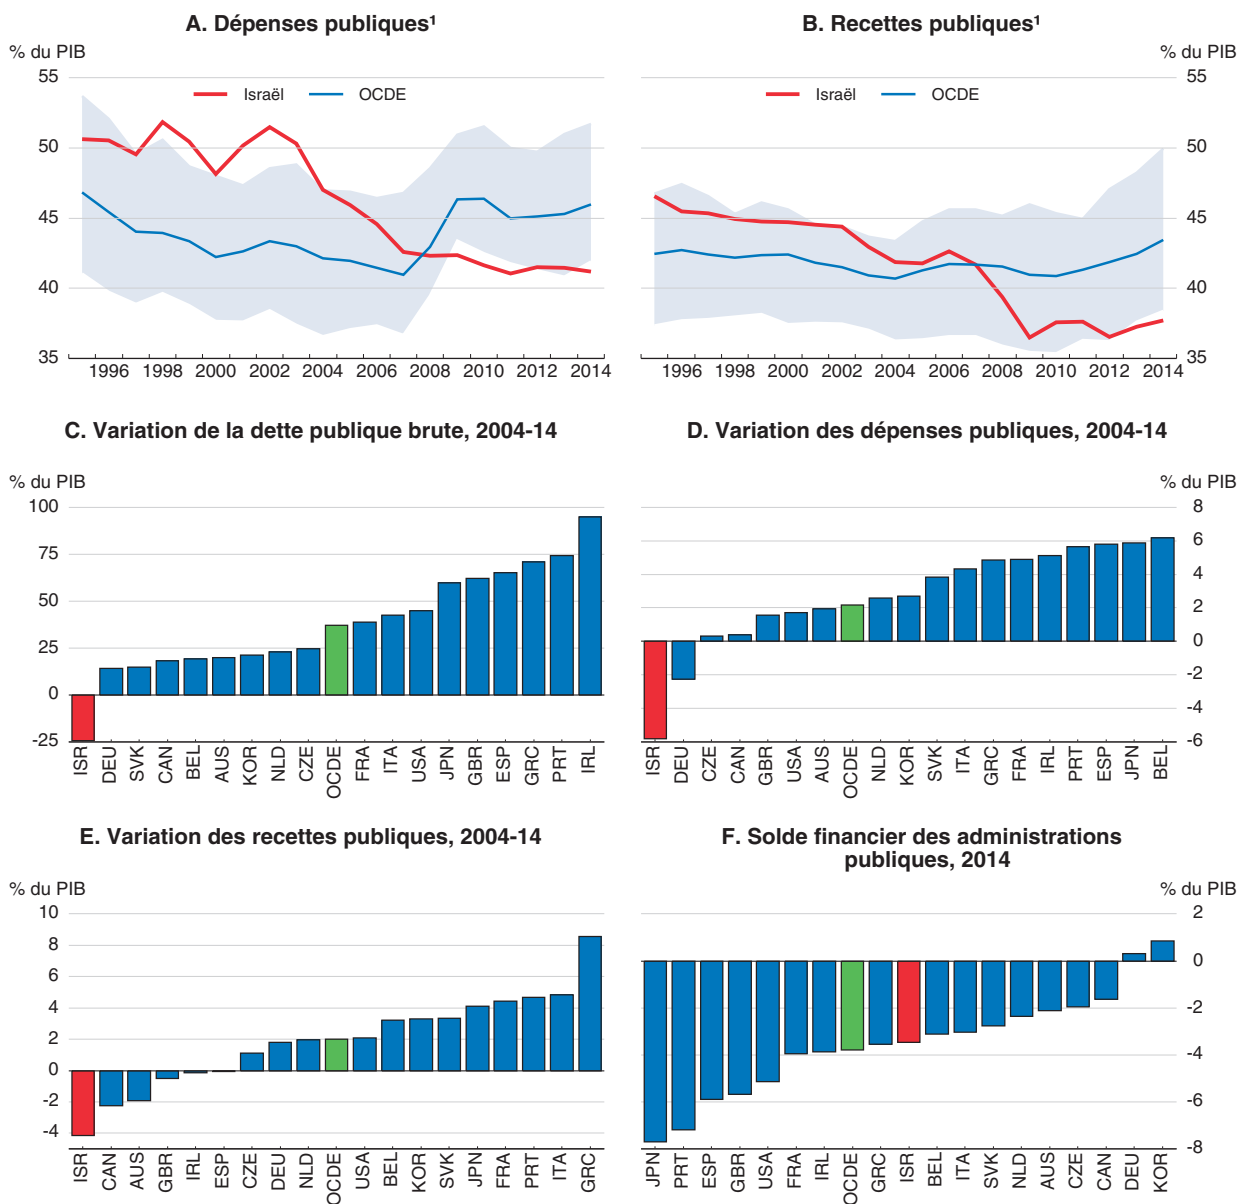 A. Dépenses publiques¹
% du PIB
55
50
45
40
35
Israël
OCDE
1996 1998 2000 2002 2004 2006 2008 2010 2012 2014
B. Recettes publiques¹
% du PIB
55
50
45
40
35
Israël
OCDE
1996 1998 2000 2002 2004 2006 2008 2010 2012 2014
C. Variation de la dette publique brute, 2004-14
% du PIB
100
75
50
25
0
-25
ISR DEU SVK CAN BEL AUS KOR NLD CZE OCDE FRA ITA USA JPN GBR ESP GRC PRT IRL
D. Variation des dépenses publiques, 2004-14
% du PIB
8
6
4
2
0
-2
-4
-6
ISR DEU CZE CAN GBR USA AUS OCDE NLD KOR SVK ITA GRC FRA IRL PRT ESP JPN BEL
E. Variation des recettes publiques, 2004-14
% du PIB
10
8
6
4
2
0
-2
-4
ISR CAN AUS GBR IRL ESP CZE DEU NLD OCDE USA BEL KOR SVK JPN FRA PRT ITA GRC
F. Solde financier des administrations
publiques, 2014
% du PIB
2
0
-2
-4
-6
-8
JPN PRT ESP GBR USA FRA IRL OCDE GRC ISR BEL ITA SVK NLD AUS CZE CAN DEU KOR